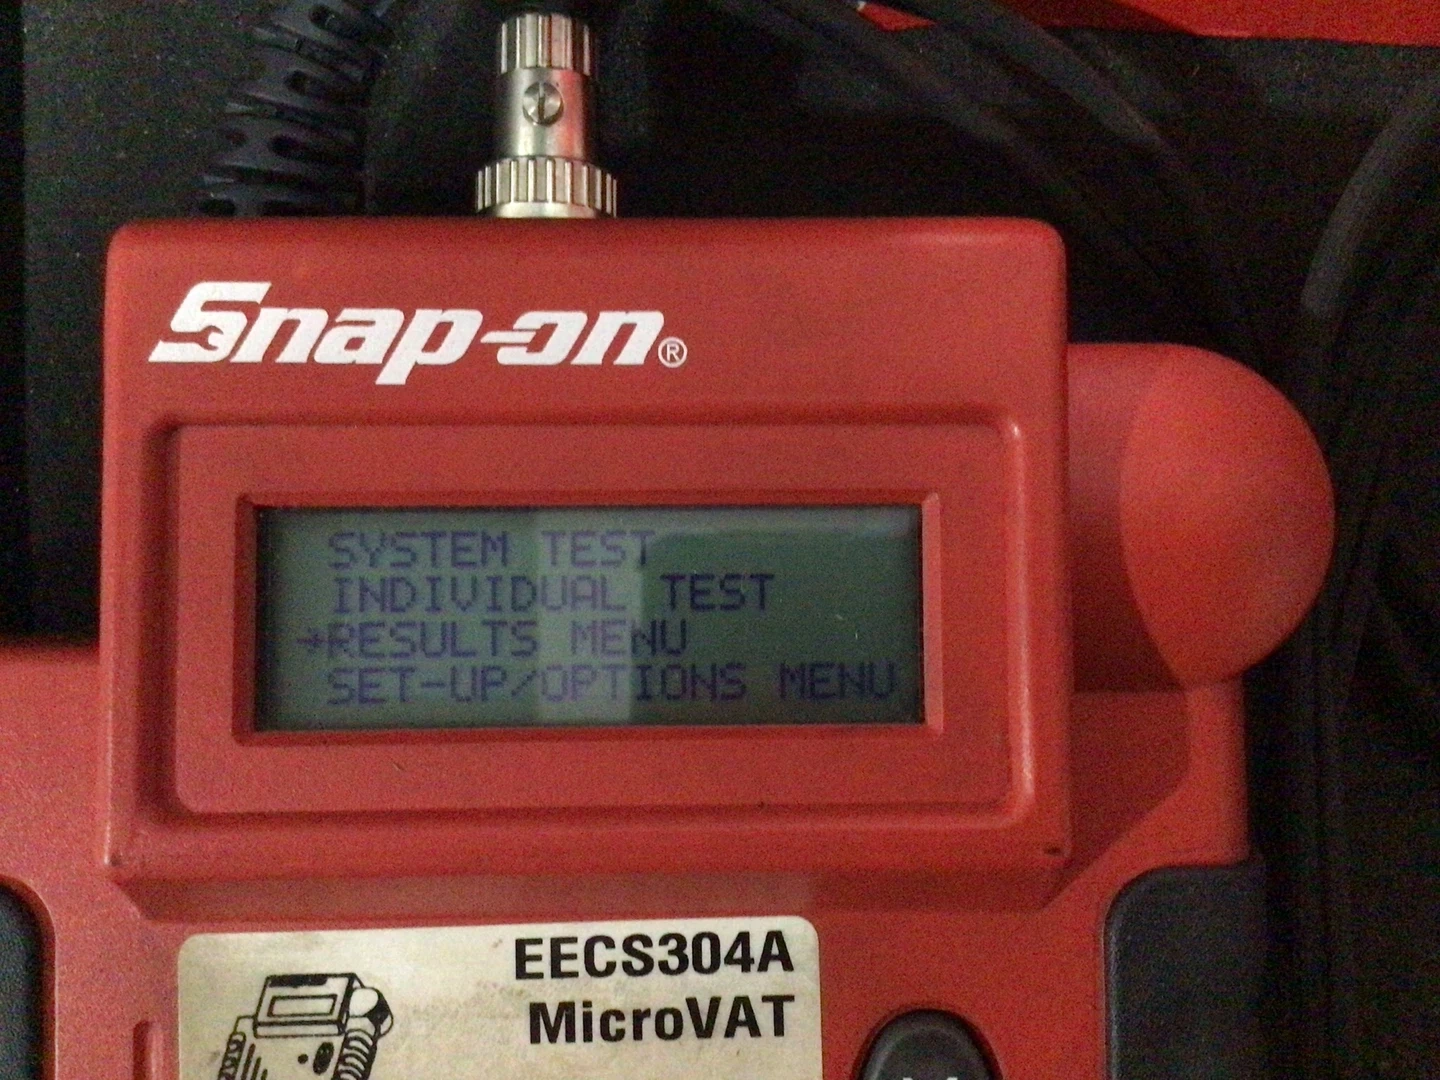 Snap-on®
SYSTEM TEST
INDIVIDUAL TEST
→RESULTS MENU
SET-UP/OPTIONS MENU
EECS304A
MicroVAT